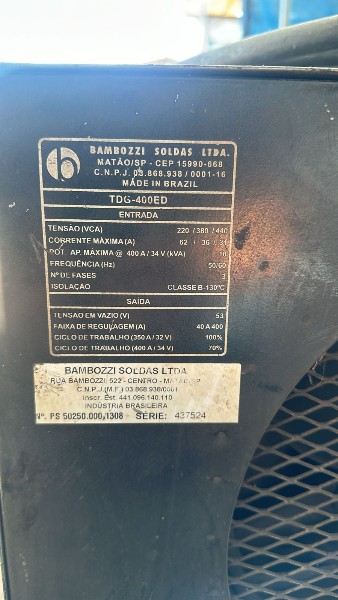 BAMBOZZI SOLDAS LTDA.
MATÃO/SP - CEP 15990-668
C.N.P.J. 03.868.938/0001-16
MADE IN BRAZIL
TDG-400ED
ENTRADA
TENSÃO (VCA) 220 / 380 / 440
CORRENTE MÁXIMA (A) 62 / 36 / 31
POT. AP. MÁXIMA @ 400 A / 34 V (kVA)
FREQUÊNCIA (Hz) 50/60
Nº DE FASES 3
ISOLAÇÃO CLASSE B-130°C
SAÍDA
TENSÃO EM VAZIO (V) 53
FAIXA DE REGULAGEM (A) 40 A 400
CICLO DE TRABALHO (350 A / 32 V) 100%
CICLO DE TRABALHO (400 A / 34 V) 70%
BAMBOZZI SOLDAS LTDA
RUA BAMBOZZI 522 - CENTRO - MATÃO/SP
C.N.P.J.(M.F.) 03.868.938/0001
Inscr. Est. 441.096.140.110
INDÚSTRIA BRASILEIRA
Nº. PS 50250.000.1308 SÉRIE: 437524